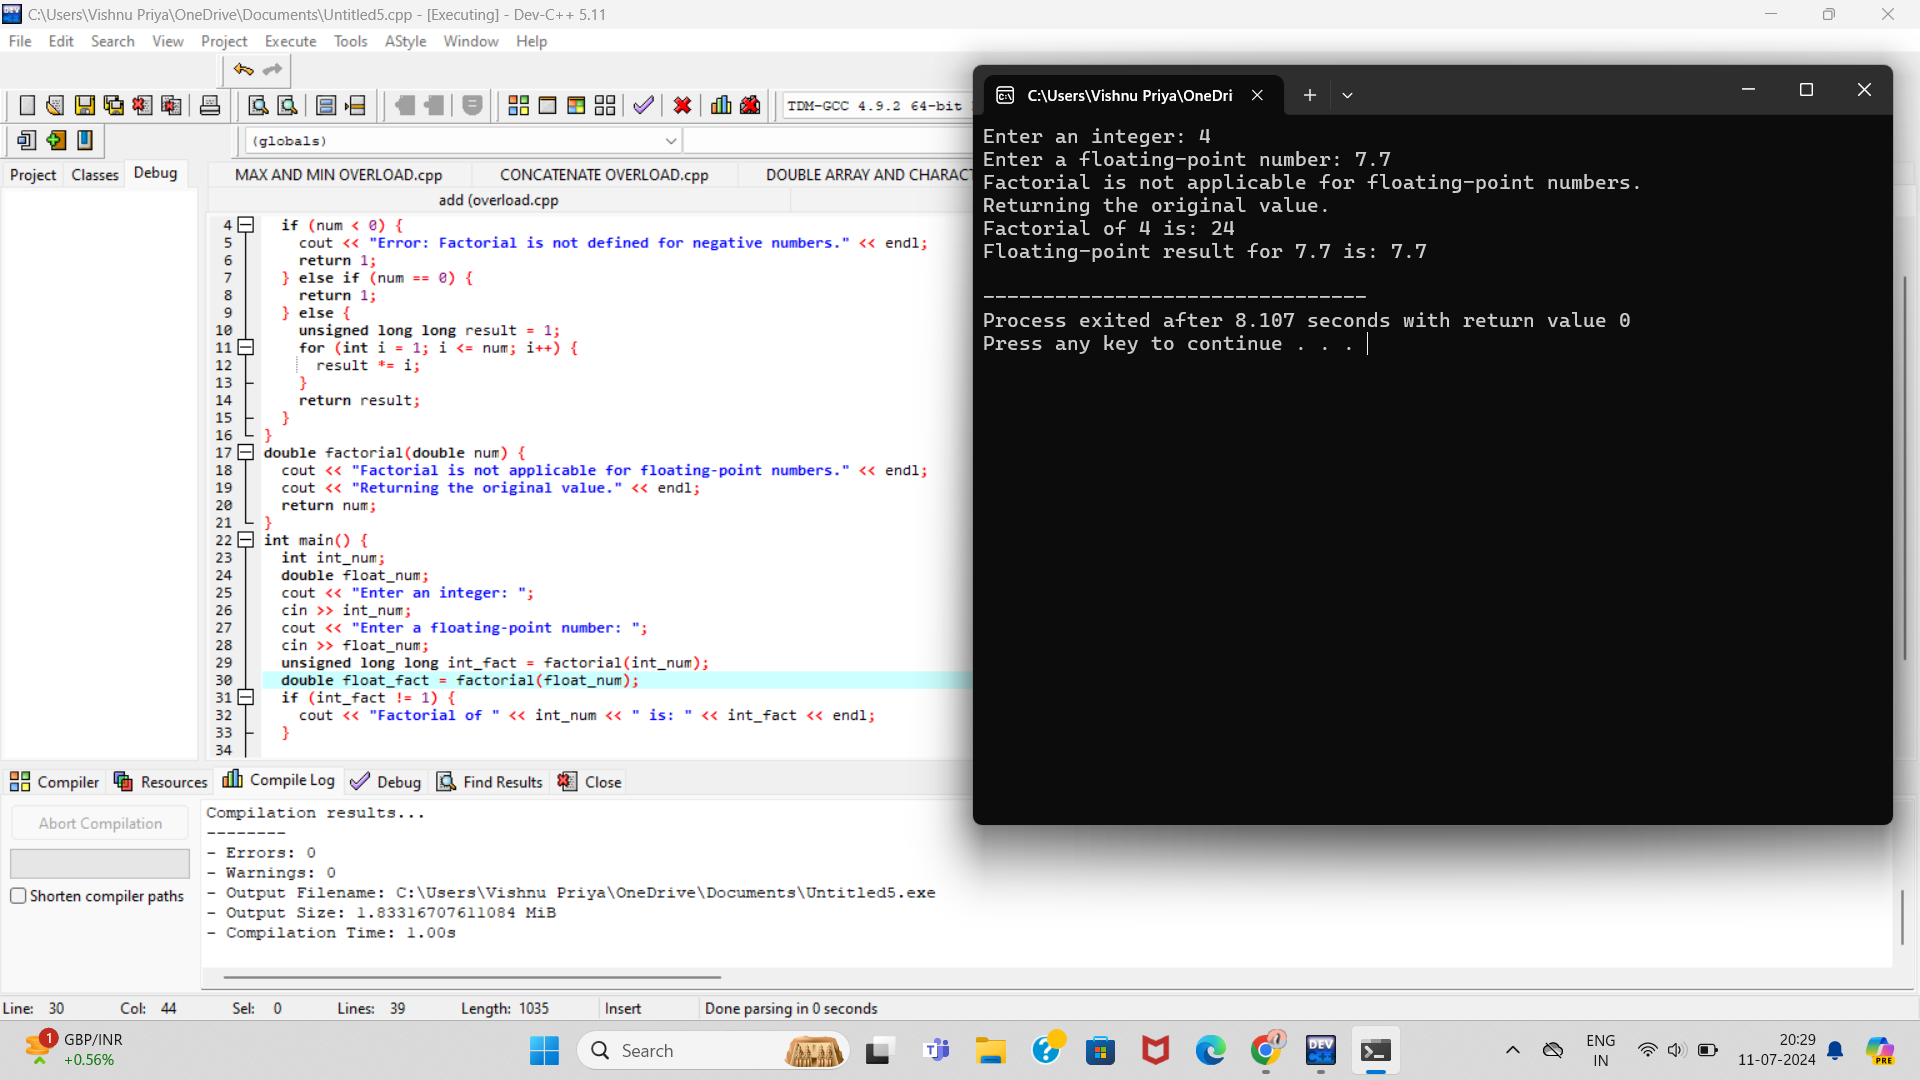 C:\Users\Vishnu Priya\OneDrive\Documents\Untitled5.cpp - [Executing] - Dev-C++ 5.11
File Edit Search View Project Execute Tools AStyle Window Help
TDM-GCC 4.9.2 64-bit
(globals)
Project Classes Debug
MAX AND MIN OVERLOAD.cpp CONCATENATE OVERLOAD.cpp DOUBLE ARRAY AND CHARACT
add (overload.cpp
4 if (num < 0) {
5 cout << "Error: Factorial is not defined for negative numbers." << endl;
6 return 1;
7 } else if (num == 0) {
8 return 1;
9 } else {
10 unsigned long long result = 1;
11 for (int i = 1; i <= num; i++) {
12 result *= i;
13 }
14 return result;
15 }
16 }
17 double factorial(double num) {
18 cout << "Factorial is not applicable for floating-point numbers." << endl;
19 cout << "Returning the original value." << endl;
20 return num;
21 }
22 int main() {
23 int int_num;
24 double float_num;
25 cout << "Enter an integer: ";
26 cin >> int_num;
27 cout << "Enter a floating-point number: ";
28 cin >> float_num;
29 unsigned long long int_fact = factorial(int_num);
30 double float_fact = factorial(float_num);
31 if (int_fact != 1) {
32 cout << "Factorial of " << int_num << " is: " << int_fact << endl;
33 }
34
C:\Users\Vishnu Priya\OneDri
Enter an integer: 4
Enter a floating-point number: 7.7
Factorial is not applicable for floating-point numbers.
Returning the original value.
Factorial of 4 is: 24
Floating-point result for 7.7 is: 7.7
--------------------------------
Process exited after 8.107 seconds with return value 0
Press any key to continue . . .
Compiler Resources Compile Log Debug Find Results Close
Abort Compilation
Shorten compiler paths
Compilation results...
--------
- Errors: 0
- Warnings: 0
- Output Filename: C:\Users\Vishnu Priya\OneDrive\Documents\Untitled5.exe
- Output Size: 1.83316707611084 MiB
- Compilation Time: 1.00s
Line: 30 Col: 44 Sel: 0 Lines: 39 Length: 1035 Insert Done parsing in 0 seconds
1 GBP/INR
+0.56%
Search
DEV
PRE
ENG
IN
20:29
11-07-2024